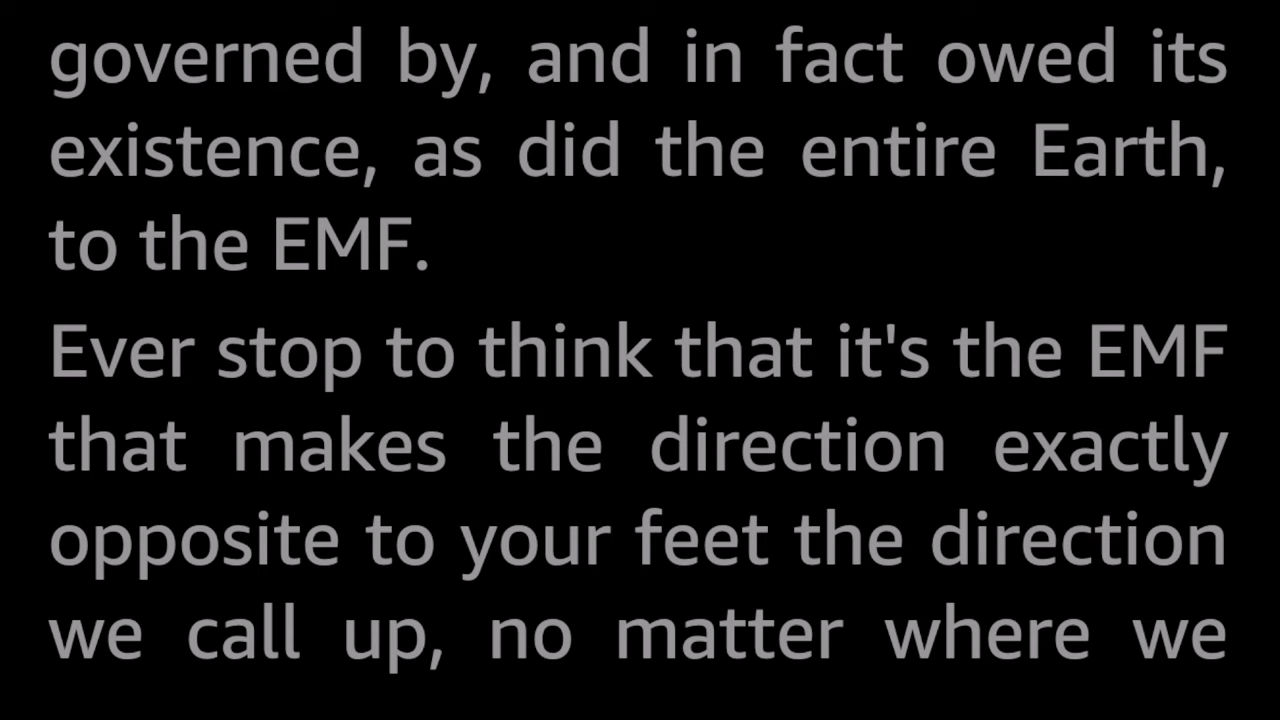 governed by, and in fact owed its
existence, as did the entire Earth,
to the EMF.
Ever stop to think that it's the EMF
that makes the direction exactly
opposite to your feet the direction
we call up, no matter where we